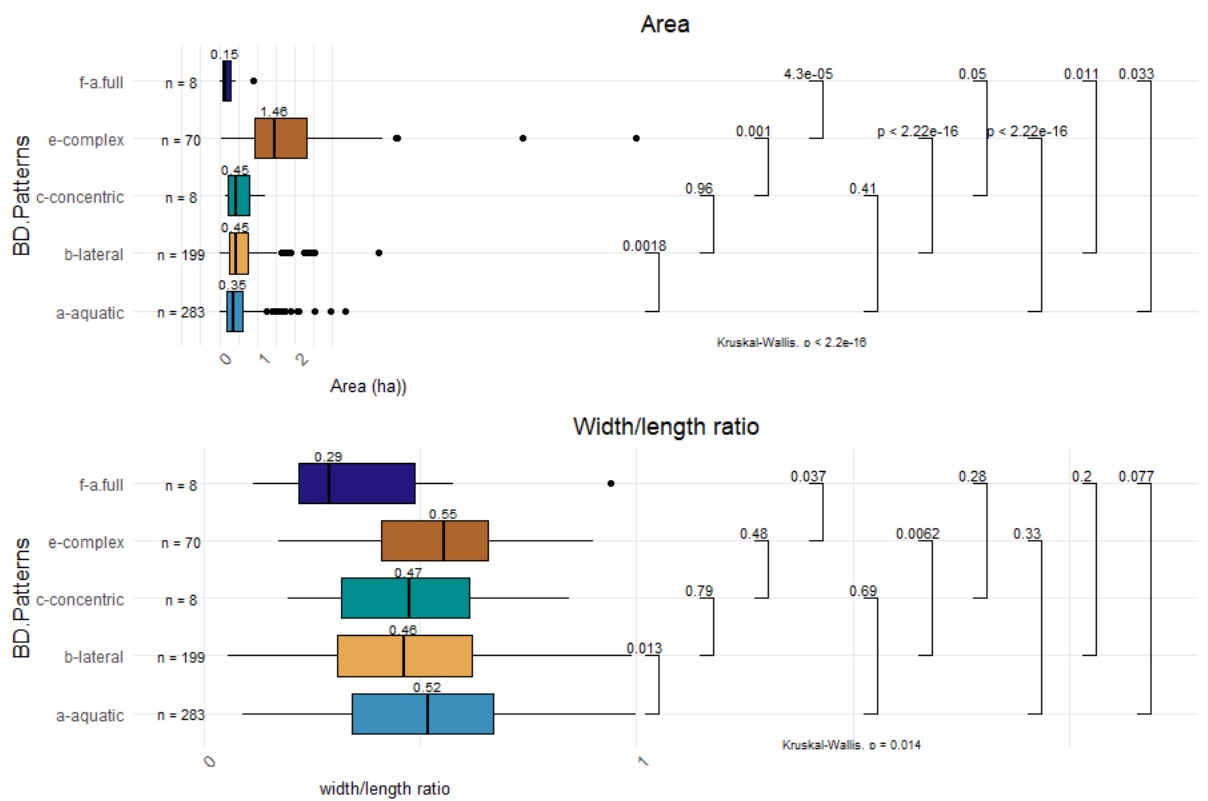 Area
0.15
4.3e-05 0.05 0.011 0.033
f-a.full n = 8
1.46
0.001 p < 2.22e-16 p < 2.22e-16
e-complex n = 70
0.45 0.96 0.41
c-concentric n = 8
0.45 0.0018
b-lateral n = 199
0.35
a-aquatic n = 283
BD.Patterns
Kruskal-Wallis, p < 2.2e-16
0 1 2
Area (ha))
Width/length ratio
0.29 0.037 0.28 0.2 0.077
f-a.full n = 8
0.55 0.48 0.0062 0.33
e-complex n = 70
0.47 0.79 0.69
c-concentric n = 8
0.46 0.013
b-lateral n = 199
0.52
a-aquatic n = 283
BD.Patterns
Kruskal-Wallis, p = 0.014
0 1
width/length ratio